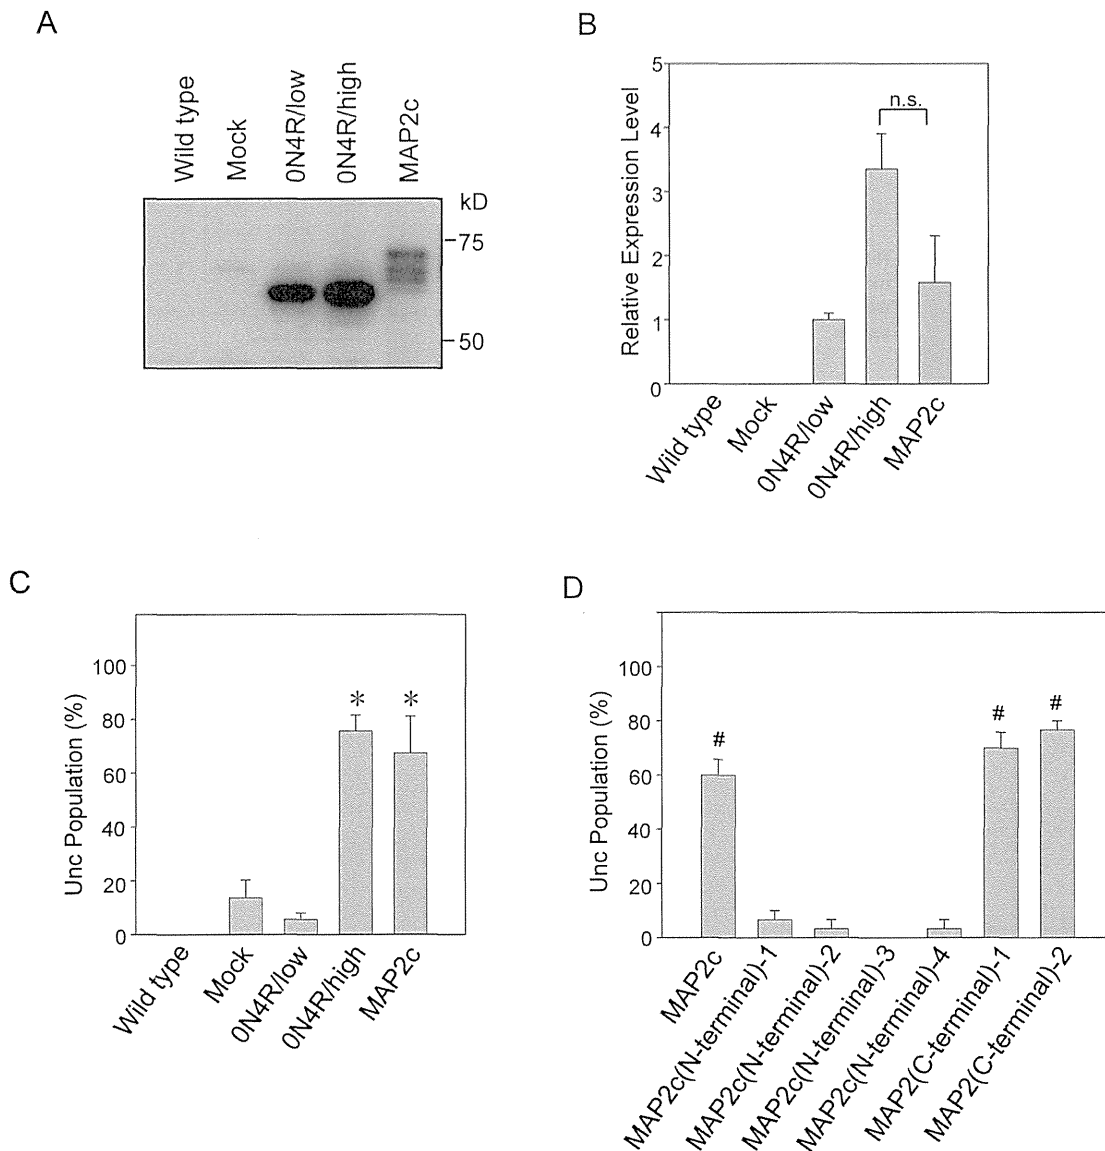 A
Wild type
Mock
0N4R/low
0N4R/high
MAP2c
kD
75
50
B
Relative Expression Level
5
4
3
2
1
0
n.s.
Wild type
Mock
0N4R/low
0N4R/high
MAP2c
C
Unc Population (%)
100
80
60
40
20
0
*
*
Wild type
Mock
0N4R/low
0N4R/high
MAP2c
D
Unc Population (%)
100
80
60
40
20
0
#
#
#
MAP2c
MAP2c(N-terminal)-1
MAP2c(N-terminal)-2
MAP2c(N-terminal)-3
MAP2c(N-terminal)-4
MAP2(C-terminal)-1
MAP2(C-terminal)-2